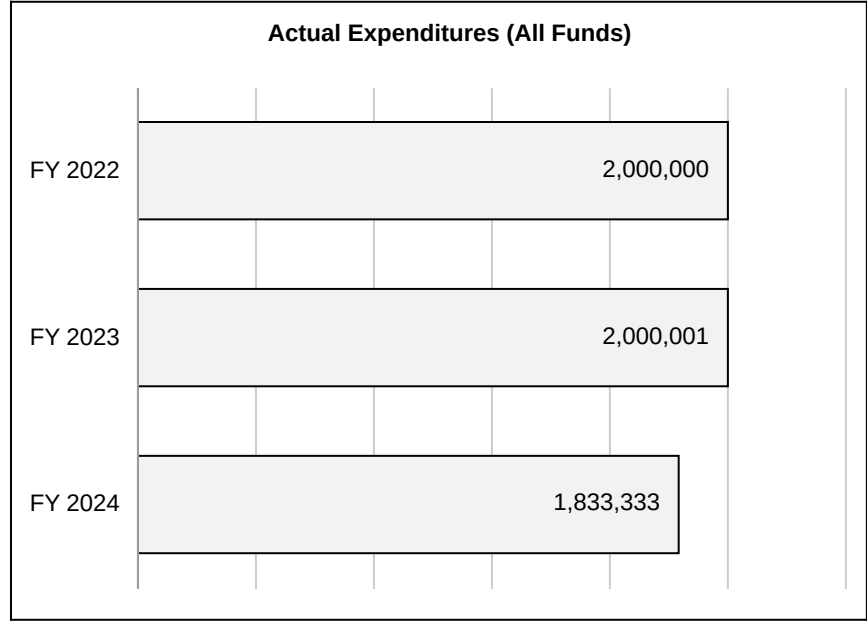 Actual Expenditures (All Funds)
FY 2022
2,000,000
FY 2023
2,000,001
FY 2024
1,833,333